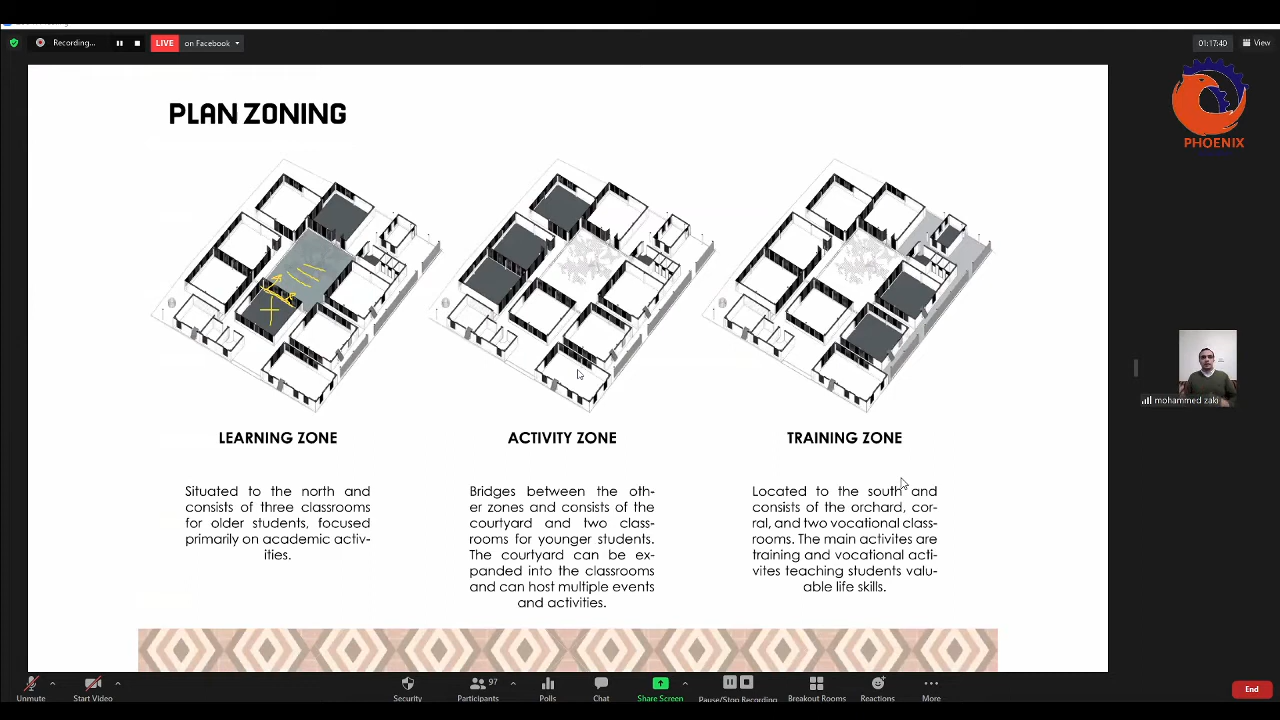 Recording...
LIVE on Facebook
01:17:40
View
PHOENIX
PLAN ZONING
LEARNING ZONE
Situated to the north and
consists of three classrooms
for older students, focused
primarily on academic activ-
ities.
ACTIVITY ZONE
Bridges between the oth-
er zones and consists of the
courtyard and two class-
rooms for younger students.
The courtyard can be ex-
panded into the classrooms
and can host multiple events
and activities.
TRAINING ZONE
Located to the south and
consists of the orchard, cor-
ral, and two vocational class-
rooms. The main activites are
training and vocational acti-
vites teaching students valu-
able life skills.
mohammed zaki
Unmute
Start Video
Security
Participants
97
Polls
Chat
Share Screen
Pause/Stop Recording
Breakout Rooms
Reactions
More
End